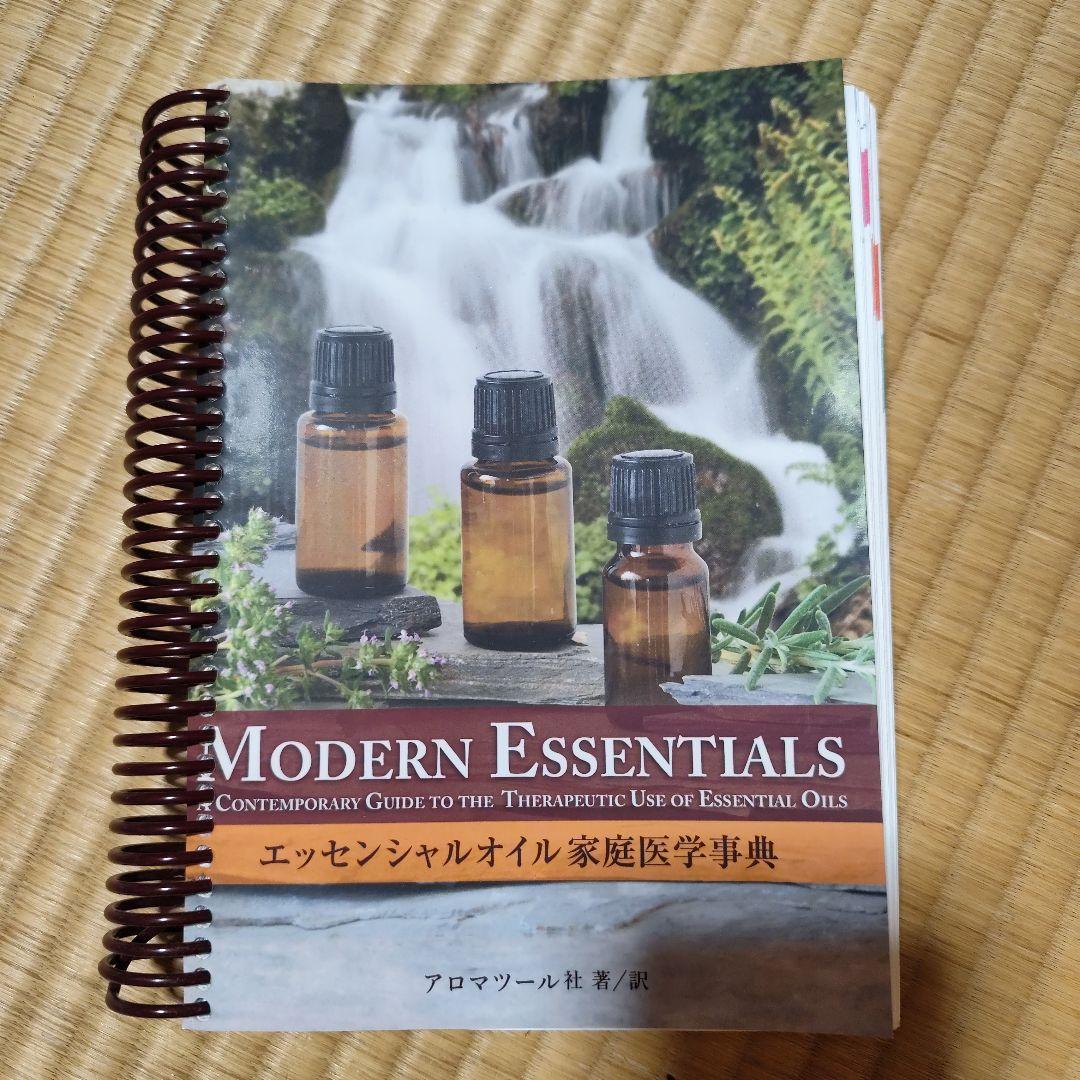 MODERN ESSENTIALS
A CONTEMPORARY GUIDE TO THE THERAPEUTIC USE OF ESSENTIAL OILS
エッセンシャルオイル家庭医学事典
アロマツール社 著/訳